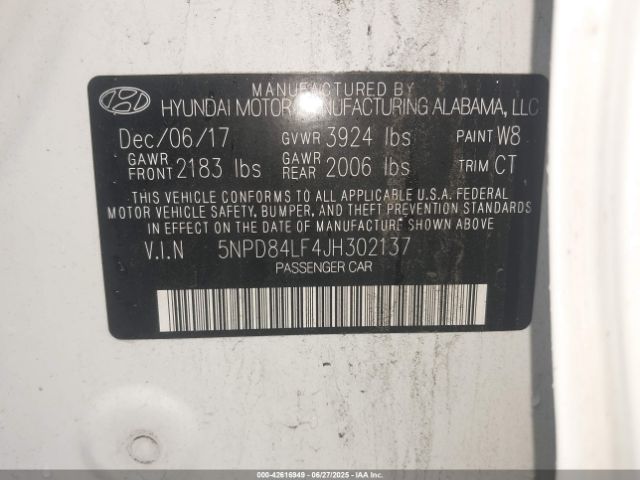 MANUFACTURED BY
HYUNDAI MOTOR MANUFACTURING ALABAMA, LLC
Dec/06/17 GVWR 3924 lbs PAINT W8
GAWR FRONT 2183 lbs GAWR REAR 2006 lbs TRIM CT
THIS VEHICLE CONFORMS TO ALL APPLICABLE U.S.A. FEDERAL
MOTOR VEHICLE SAFETY, BUMPER, AND THEFT PREVENTION STANDARDS
IN EFFECT ON THE DATE OF MANUFACTURE SHOWN ABOVE
V.I.N 5NPD84LF4JH302137
PASSENGER CAR
000-42616949 - 06/27/2025 - IAAI.COM